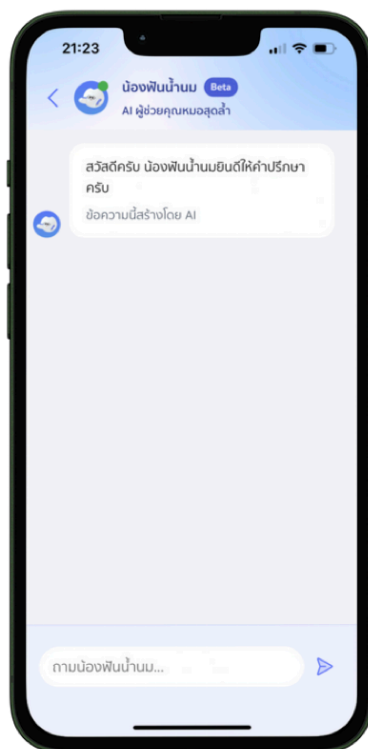 21:23
น้องฟันน้ำนม Beta
AI ผู้ช่วยคุณหมอสุดล้ำ
สวัสดีครับ น้องฟันน้ำนมยินดีให้คำปรึกษา
ครับ
ข้อความนี้สร้างโดย AI
ถามน้องฟันน้ำนม...